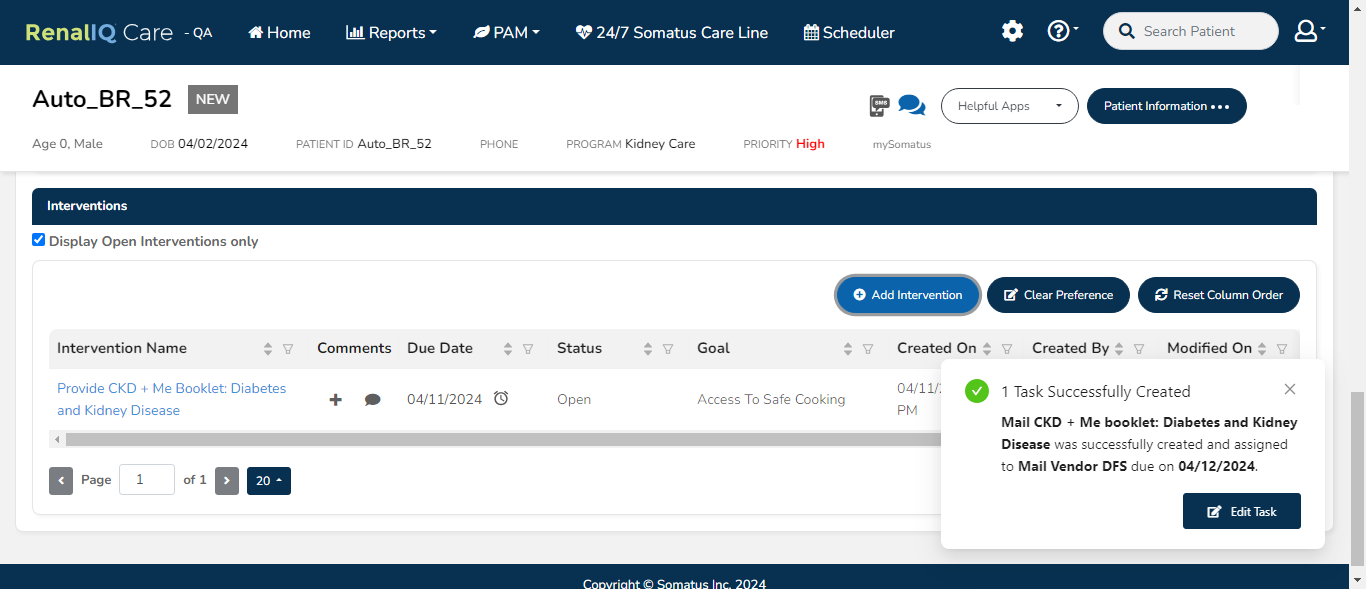 RenalIQ Care - QA Home Reports PAM 24/7 Somatus Care Line Scheduler Search Patient
Auto_BR_52 NEW
SMS Helpful Apps Patient Information
Age 0, Male DOB 04/02/2024 PATIENT ID Auto_BR_52 PHONE PROGRAM Kidney Care PRIORITY High mySomatus
Interventions
Display Open Interventions only
Add Intervention Clear Preference Reset Column Order
Intervention Name Comments Due Date Status Goal Created On Created By Modified On
Provide CKD + Me Booklet: Diabetes
and Kidney Disease
04/11/2024 Open Access To Safe Cooking
04/11/2
PM
Page 1 of 1 20
1 Task Successfully Created
Mail CKD + Me booklet: Diabetes and Kidney
Disease was successfully created and assigned
to Mail Vendor DFS due on 04/12/2024.
Edit Task
Copyright © Somatus Inc. 2024